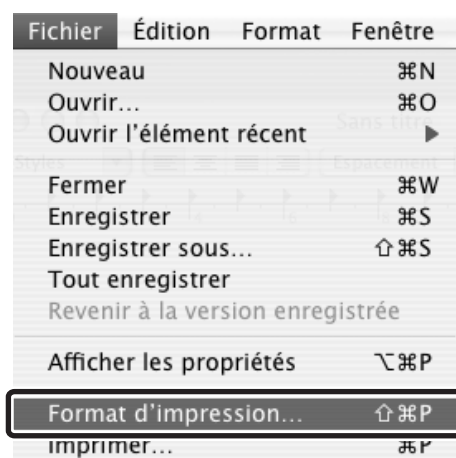 Fichier Édition Format Fenêtre
Nouveau ⌘N
Ouvrir... ⌘O
Ouvrir l'élément récent ▶
Fermer ⌘W
Enregistrer ⌘S
Enregistrer sous... ⇧⌘S
Tout enregistrer
Revenir à la version enregistrée
Afficher les propriétés ⌥⌘P
Format d'impression... ⇧⌘P
Imprimer... ⌘P